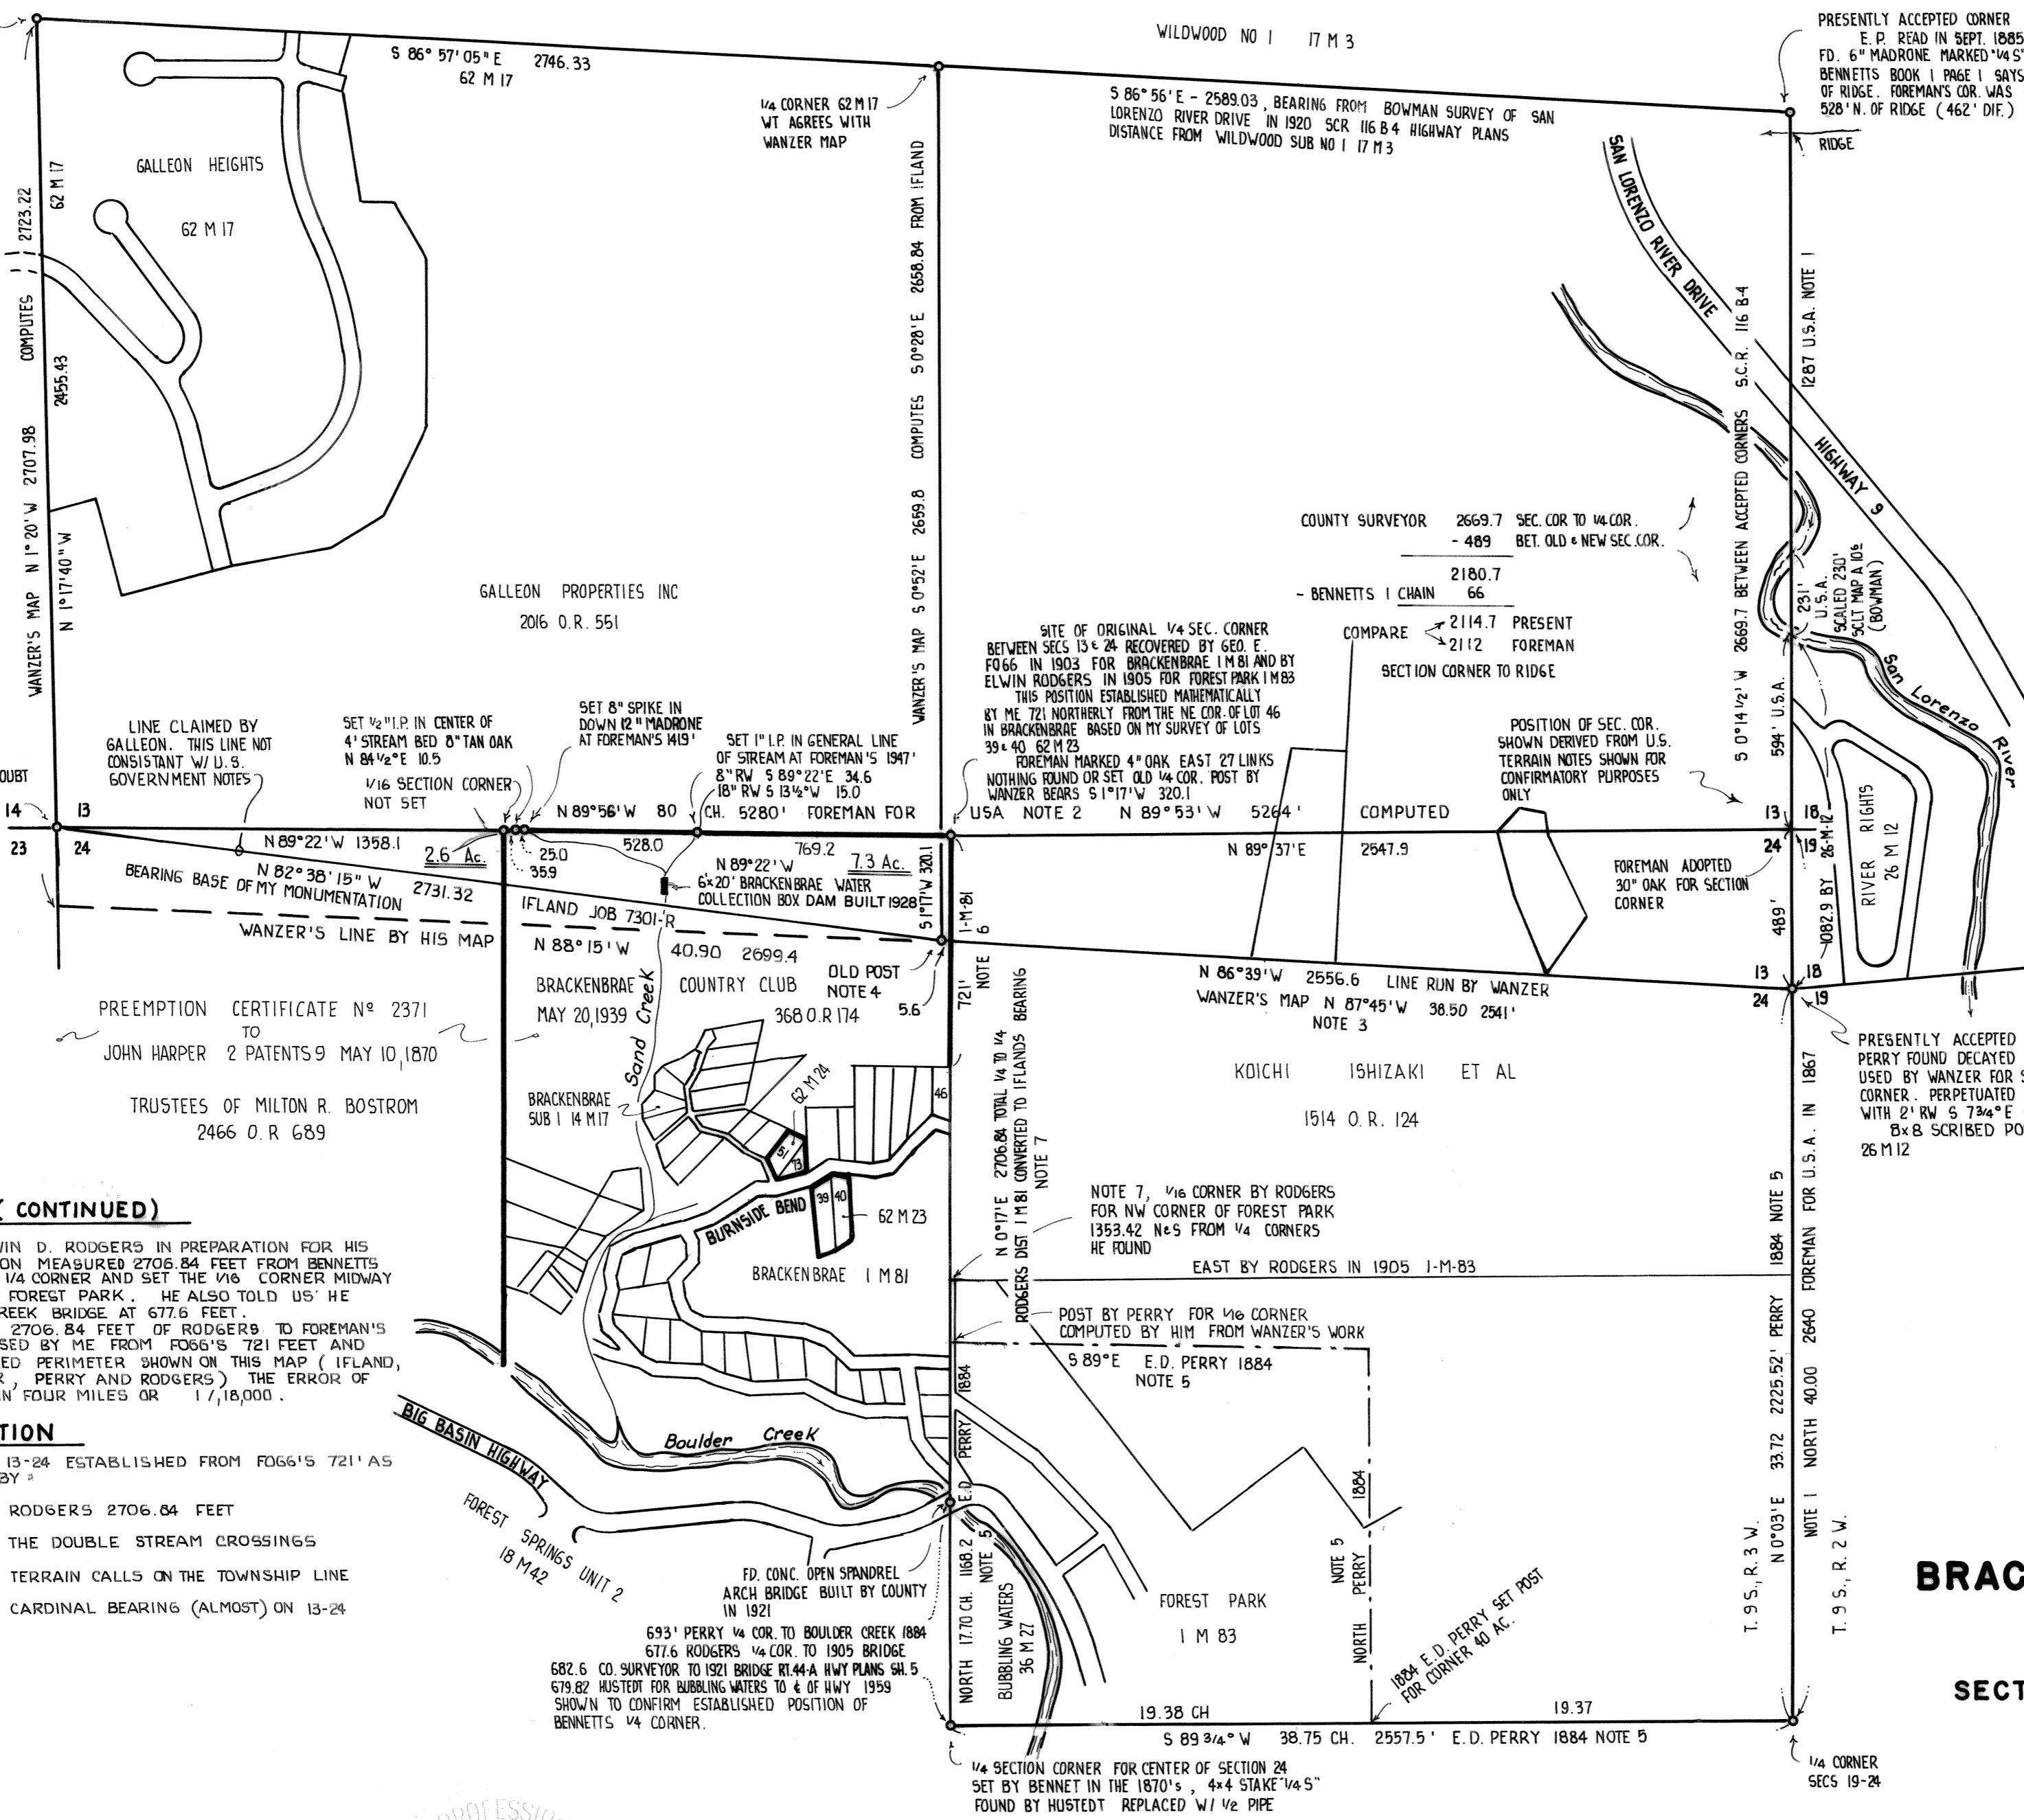 WILDWOOD NO 1 17 M 3
PRESENTLY ACCEPTED CORNER
E. P. READ IN SEPT. 1885
FD. 6" MADRONE MARKED "1/4 S"
BENNETTS BOOK 1 PAGE 1 SAYS
OF RIDGE. FOREMAN'S COR. WAS
528' N. OF RIDGE (462' DIF.)
RIDGE
S 86° 57' 05" E 2746.33
62 M 17
1/4 CORNER 62 M 17
WT AGREES WITH
WANZER MAP
S 86° 56' E - 2589.03, BEARING FROM BOWMAN SURVEY OF SAN
LORENZO RIVER DRIVE IN 1920 SCR 116 B 4 HIGHWAY PLANS
DISTANCE FROM WILDWOOD SUB NO 1 17 M 3
GALLEON HEIGHTS
62 M 17
WANZER'S MAP N 1° 20' W 2707.98 COMPUTES 2723.22
62 M 17
2455.43
N 1° 17' 40" W
WANZER'S MAP S 0°52'E 2659.8 COMPUTES S 0°28'E 2658.84 FROM IFLAND
SAN LORENZO RIVER DRIVE
HIGHWAY 9
S 0°14 1/2' W 2669.7 BETWEEN ACCEPTED CORNERS S.C.R. 116 B-4
1287 U.S.A. NOTE 1
231'
U.S.A.
SCALED 230'
SCLT MAP A 106
(BOWMAN)
594 U.S.A.
San Lorenzo River
RIVER RIGHTS
26 M 12
1082.9 BY 26-M-12
489'
GALLEON PROPERTIES INC
2016 O.R. 551
COUNTY SURVEYOR 2669.7 SEC. COR TO 1/4 COR.
- 489 BET. OLD & NEW SEC. COR.
2180.7
- BENNETTS 1 CHAIN 66
COMPARE 2114.7 PRESENT
2112 FOREMAN
SECTION CORNER TO RIDGE
SITE OF ORIGINAL 1/4 SEC. CORNER
BETWEEN SECS 13 & 24 RECOVERED BY GEO. E.
FOGG IN 1903 FOR BRACKENBRAE 1 M 81 AND BY
ELWIN RODGERS IN 1905 FOR FOREST PARK 1 M 83
THIS POSITION ESTABLISHED MATHEMATICALLY
BY ME 721 NORTHERLY FROM THE NE COR. OF LOT 46
IN BRACKENBRAE BASED ON MY SURVEY OF LOTS
39 & 40 62 M 23
FOREMAN MARKED 4" OAK EAST 27 LINKS
NOTHING FOUND OR SET OLD 1/4 COR. POST BY
WANZER BEARS S 1°17' W 320.1
POSITION OF SEC. COR.
SHOWN DERIVED FROM U.S.
TERRAIN NOTES SHOWN FOR
CONFIRMATORY PURPOSES
ONLY
LINE CLAIMED BY
GALLEON. THIS LINE NOT
CONSISTANT W/ U.S.
GOVERNMENT NOTES
SET 1/2" I.P. IN CENTER OF
4' STREAM BED 8" TAN OAK
N 84 1/2° E 10.5
1/16 SECTION CORNER
NOT SET
SET 8" SPIKE IN
DOWN 12" MADRONE
AT FOREMAN'S 1419'
SET 1" I.P. IN GENERAL LINE
OF STREAM AT FOREMAN'S 1947'
8" RW S 89°22' E 34.6
18" RW S 13 1/2° W 15.0
OUBT
14 13
23 24
N 89°56' W 80 CH. 5280' FOREMAN FOR USA NOTE 2 N 89° 53' W 5264' COMPUTED
13 18
24 19
N 89°22' W 1358.1
2.6 Ac.
25.0
35.9
528.0
769.2
N 89°22' W
7.3 Ac.
N 89° 37' E 2547.9
FOREMAN ADOPTED
30" OAK FOR SECTION
CORNER
6'x20' BRACKENBRAE WATER
COLLECTION BOX DAM BUILT 1928
N 82° 38' 15" W 2731.32
BEARING BASE OF MY MONUMENTATION
IFLAND JOB 7301-R
WANZER'S LINE BY HIS MAP
N 88° 15' W 40.90 2699.4
S 1°17' W 320.1
1-M-81
721'
NOTE 6
OLD POST
NOTE 4
5.6
N 86°39' W 2556.6 LINE RUN BY WANZER
WANZER'S MAP N 87°45' W 38.50 2541'
NOTE 3
13 18
24 19
BRACKENBRAE COUNTRY CLUB
MAY 20, 1939 368 O.R 174
Sand Creek
PREEMPTION CERTIFICATE Nº 2371
TO
JOHN HARPER 2 PATENTS 9 MAY 10, 1870
TRUSTEES OF MILTON R. BOSTROM
2466 O.R 689
BRACKENBRAE
SUB 1 14 M 17
62 M 24
51
73
46
39 40
62 M 23
BURNSIDE BEND
BRACKENBRAE 1 M 81
KOICHI ISHIZAKI ET AL
1514 O.R. 124
PRESENTLY ACCEPTED
PERRY FOUND DECAYED
USED BY WANZER FOR S
CORNER. PERPETUATED
WITH 2' RW S 7 3/4° E
8x8 SCRIBED PO
26 M 12
N 0°17' E 2706.84 TOTAL 1/4 TO 1/4
RODGERS DIST 1 M 81 CONVERTED TO IFLANDS BEARING
NOTE 7
NOTE 7, 1/16 CORNER BY RODGERS
FOR NW CORNER OF FOREST PARK
1353.42 N&S FROM 1/4 CORNERS
HE FOUND
EAST BY RODGERS IN 1905 1-M-83
POST BY PERRY FOR 1/16 CORNER
COMPUTED BY HIM FROM WANZER'S WORK
S 89° E E.D. PERRY 1884
NOTE 5
( CONTINUED)
VIN D. RODGERS IN PREPARATION FOR HIS
ON MEASURED 2706.84 FEET FROM BENNETTS
1/4 CORNER AND SET THE 1/16 CORNER MIDWAY
FOREST PARK. HE ALSO TOLD US HE
REEK BRIDGE AT 677.6 FEET.
2706.84 FEET OF RODGERS TO FOREMAN'S
SED BY ME FROM FOGG'S 721 FEET AND
ED PERIMETER SHOWN ON THIS MAP (IFLAND,
R, PERRY AND RODGERS) THE ERROR OF
N FOUR MILES OR 1/18,000.
TION
13-24 ESTABLISHED FROM FOGG'S 721' AS
BY:
RODGERS 2706.84 FEET
THE DOUBLE STREAM CROSSINGS
TERRAIN CALLS ON THE TOWNSHIP LINE
CARDINAL BEARING (ALMOST) ON 13-24
BIG BASIN HIGHWAY
Boulder Creek
FOREST SPRINGS UNIT 2
18 M 42
E.D. PERRY 1884
NORTH 17.70 CH. 1168.2
NOTE 5
BUBBLING WATERS
36 M 27
FD. CONC. OPEN SPANDREL
ARCH BRIDGE BUILT BY COUNTY
IN 1921
693' PERRY 1/4 COR. TO BOULDER CREEK 1884
677.6 RODGERS 1/4 COR. TO 1905 BRIDGE
682.6 CO. SURVEYOR TO 1921 BRIDGE RT. 44-A HWY PLANS SH. 5
679.82 HUSTEDT FOR BUBBLING WATERS TO ℄ OF HWY 1959
SHOWN TO CONFIRM ESTABLISHED POSITION OF
BENNETTS 1/4 CORNER.
FOREST PARK
1 M 83
NOTE 5
NORTH PERRY 1884
1884 E.D. PERRY SET POST
FOR CORNER 40 AC.
N 0°03' E 33.72 2225.52' PERRY 1884 NOTE 5
NOTE 1 NORTH 40.00 2640 FOREMAN FOR U.S.A. IN 1867
T. 9 S., R. 3 W.
T. 9 S., R. 2 W.
BRAC
SECT
19.38 CH 19.37
S 89 3/4° W 38.75 CH. 2557.5' E.D. PERRY 1884 NOTE 5
1/4 SECTION CORNER FOR CENTER OF SECTION 24
SET BY BENNET IN THE 1870's, 4x4 STAKE "1/4 S"
FOUND BY HUSTEDT REPLACED W/ 1/2 PIPE
1/4 CORNER
SECS 19-24
PROFESSIO